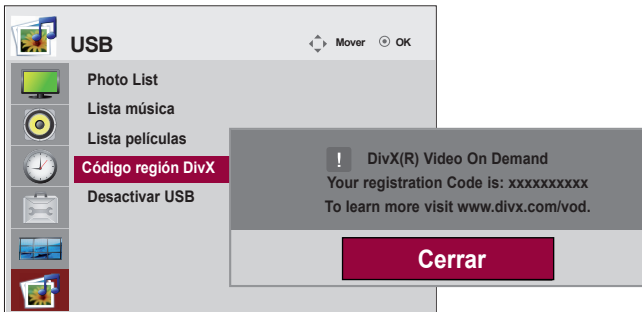 USB
Mover OK
Photo List
Lista música
Lista películas
Código región DivX
Desactivar USB
! DivX(R) Video On Demand
Your registration Code is: xxxxxxxxxx
To learn more visit www.divx.com/vod.
Cerrar